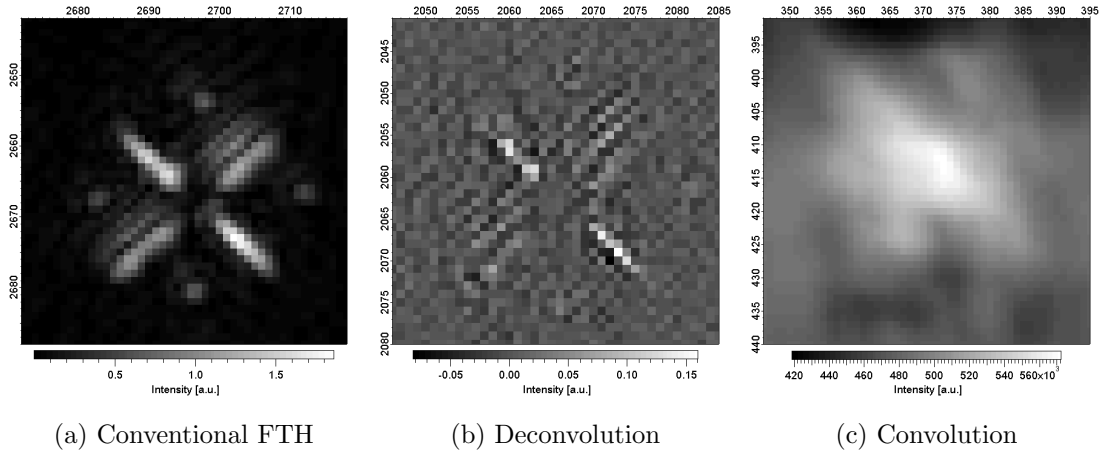 2680 2690 2700 2710
2650
2660
2670
2680
0.5 1.0 1.5
Intensity [a.u.]
(a) Conventional FTH
2050 2055 2060 2065 2070 2075 2080 2085
2045
2050
2055
2060
2065
2070
2075
2080
-0.05 0.00 0.05 0.10 0.15
Intensity [a.u.]
(b) Deconvolution
350 355 360 365 370 375 380 385 395
395
400
405
410
415
420
425
430
435
440
420 440 460 480 500 520 540 560x10³
Intensity [a.u.]
(c) Convolution